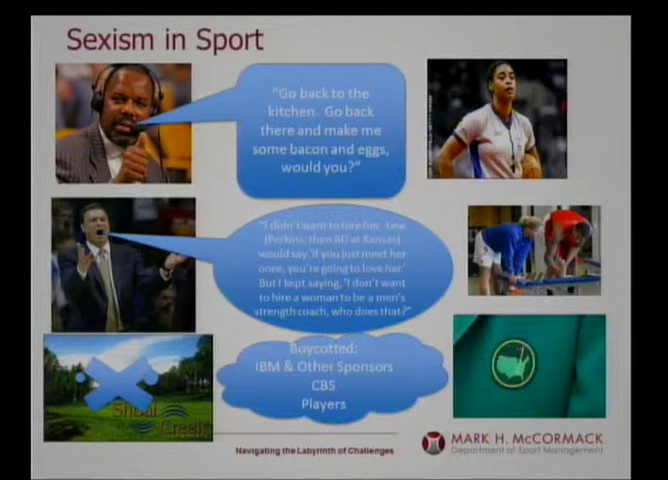 Sexism in Sport
"Go back to the
kitchen. Go back
there and make me
some bacon and eggs,
would you?"
"I didn't want to hire her. Lew
(Perkins, then AD at Kansas)
would say 'If you just meet her
once, you're going to love her.'
But I kept saying, 'I don't want
to hire a woman to be a men's
strength coach, who does that?"
Boycotted:
IBM & Other Sponsors
CBS
Players
Shoal
Creek
Navigating the Labyrinth of Challenges
MARK H. McCORMACK
Department of Sport Management